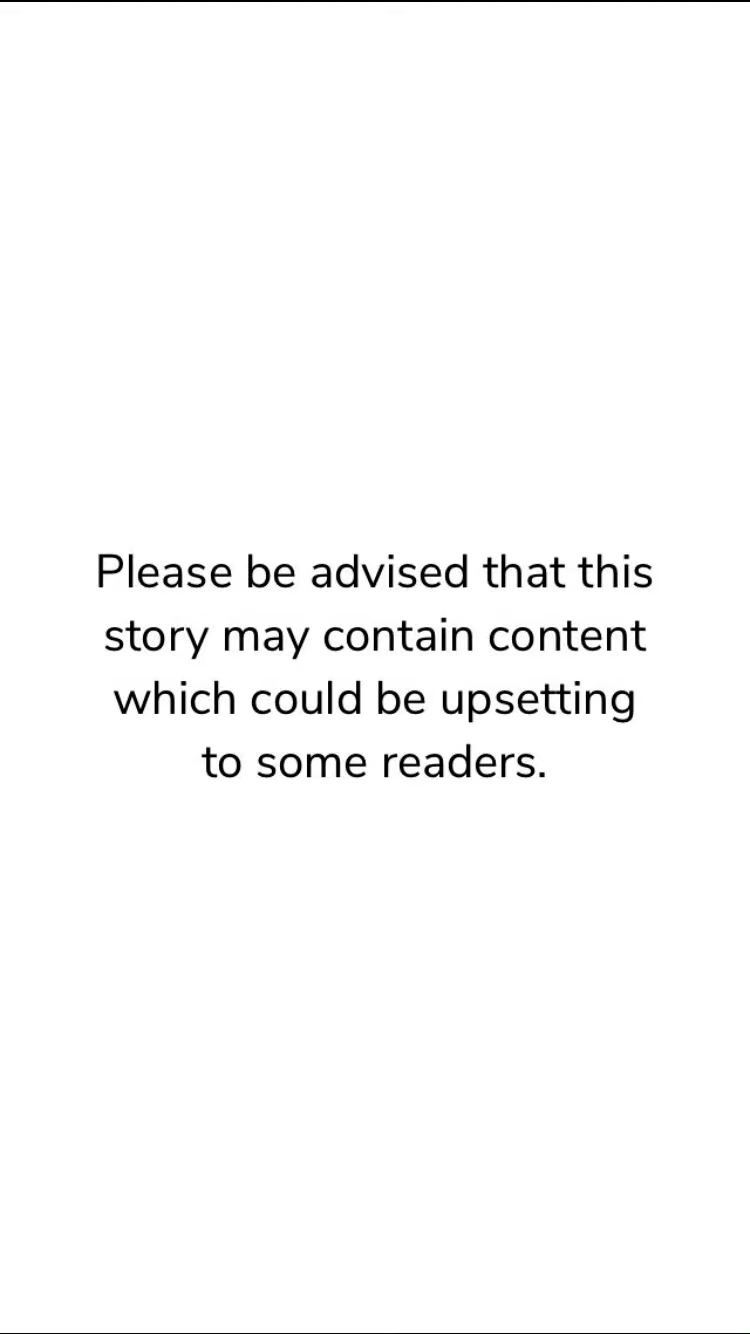 Please be advised that this
story may contain content
which could be upsetting
to some readers.